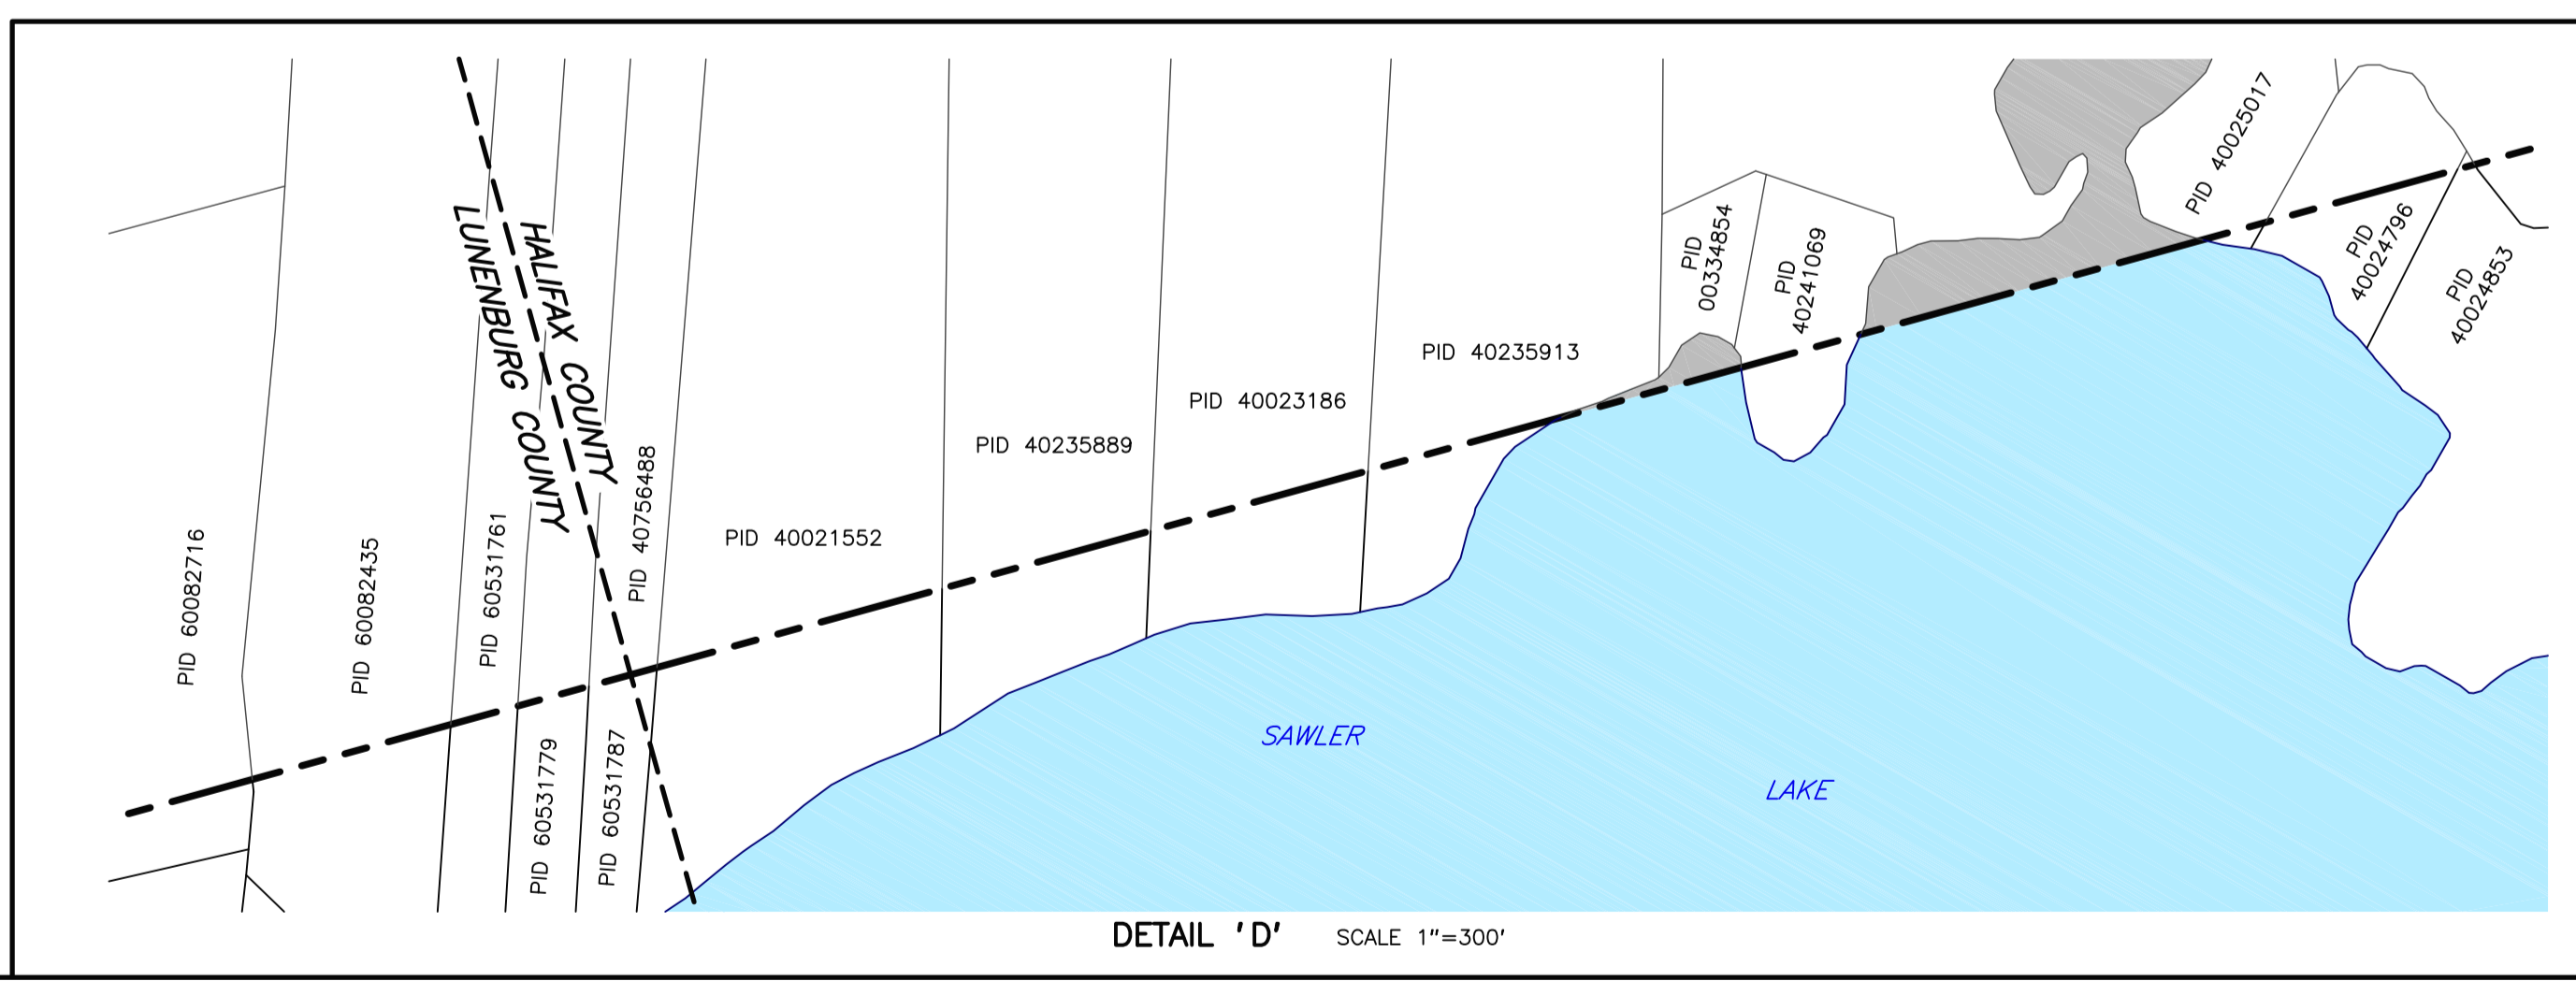 PID 60082716
PID 60082435
PID 60531761
LUNENBURG COUNTY
HALIFAX COUNTY
PID 60531779
PID 60531787
PID 40756488
PID 40021552
PID 40235889
PID 40023186
PID 40235913
PID
00334854
PID
40241069
PID 40025017
PID
40024796
PID
40024853
SAWLER
LAKE
DETAIL 'D' SCALE 1"=300'